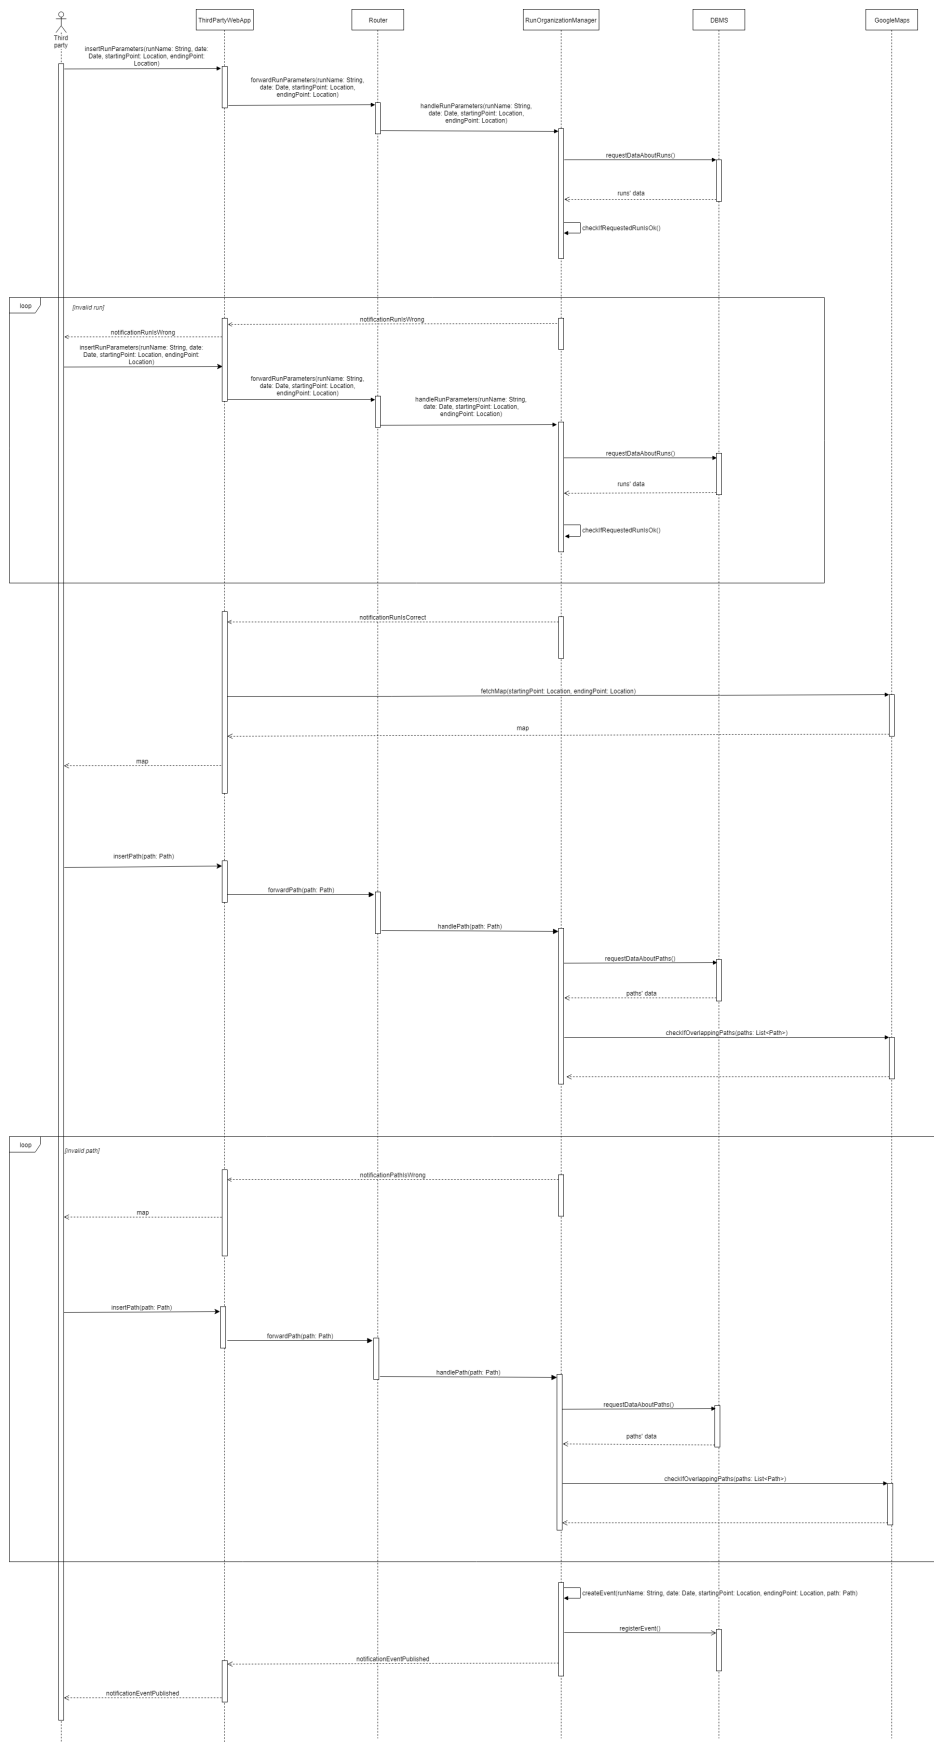 Third
party
ThirdPartyWebApp
Router
RunOrganizationManager
DBMS
GoogleMaps
insertRunParameters(runName: String, date:
Date, startingPoint: Location, endingPoint:
Location)
forwardRunParameters(runName: String,
date: Date, startingPoint: Location,
endingPoint: Location)
handleRunParameters(runName: String,
date: Date, startingPoint: Location,
endingPoint: Location)
requestDataAboutRuns()
runs' data
checkIfRequestedRunIsOk()
loop
[invalid run]
notificationRunIsWrong
notificationRunIsWrong
insertRunParameters(runName: String, date:
Date, startingPoint: Location, endingPoint:
Location)
forwardRunParameters(runName: String,
date: Date, startingPoint: Location,
endingPoint: Location)
handleRunParameters(runName: String,
date: Date, startingPoint: Location,
endingPoint: Location)
requestDataAboutRuns()
runs' data
checkIfRequestedRunIsOk()
notificationRunIsCorrect
fetchMap(startingPoint: Location, endingPoint: Location)
map
map
insertPath(path: Path)
forwardPath(path: Path)
handlePath(path: Path)
requestDataAboutPaths()
paths' data
checkIfOverlappingPaths(paths: List<Path>)
loop
[invalid path]
notificationPathIsWrong
map
insertPath(path: Path)
forwardPath(path: Path)
handlePath(path: Path)
requestDataAboutPaths()
paths' data
checkIfOverlappingPaths(paths: List<Path>)
createEvent(runName: String, date: Date, startingPoint: Location, endingPoint: Location, path: Path)
registerEvent()
notificationEventPublished
notificationEventPublished